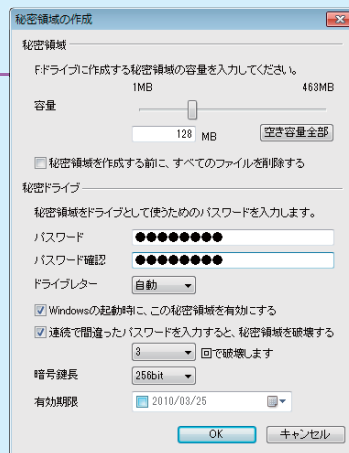 秘密領域の作成
秘密領域
F:ドライブに作成する秘密領域の容量を入力してください。
1MB 463MB
容量
128 MB 空き容量全部
秘密領域を作成する前に、すべてのファイルを削除する
秘密ドライブ
秘密領域をドライブとして使うためのパスワードを入力します。
パスワード ●●●●●●●●
パスワード確認 ●●●●●●●●
ドライブレター 自動
Windowsの起動時に、この秘密領域を有効にする
連続で間違ったパスワードを入力すると、秘密領域を破壊する
3 回で破壊します
暗号鍵長 256bit
有効期限 2010/03/25
OK キャンセル